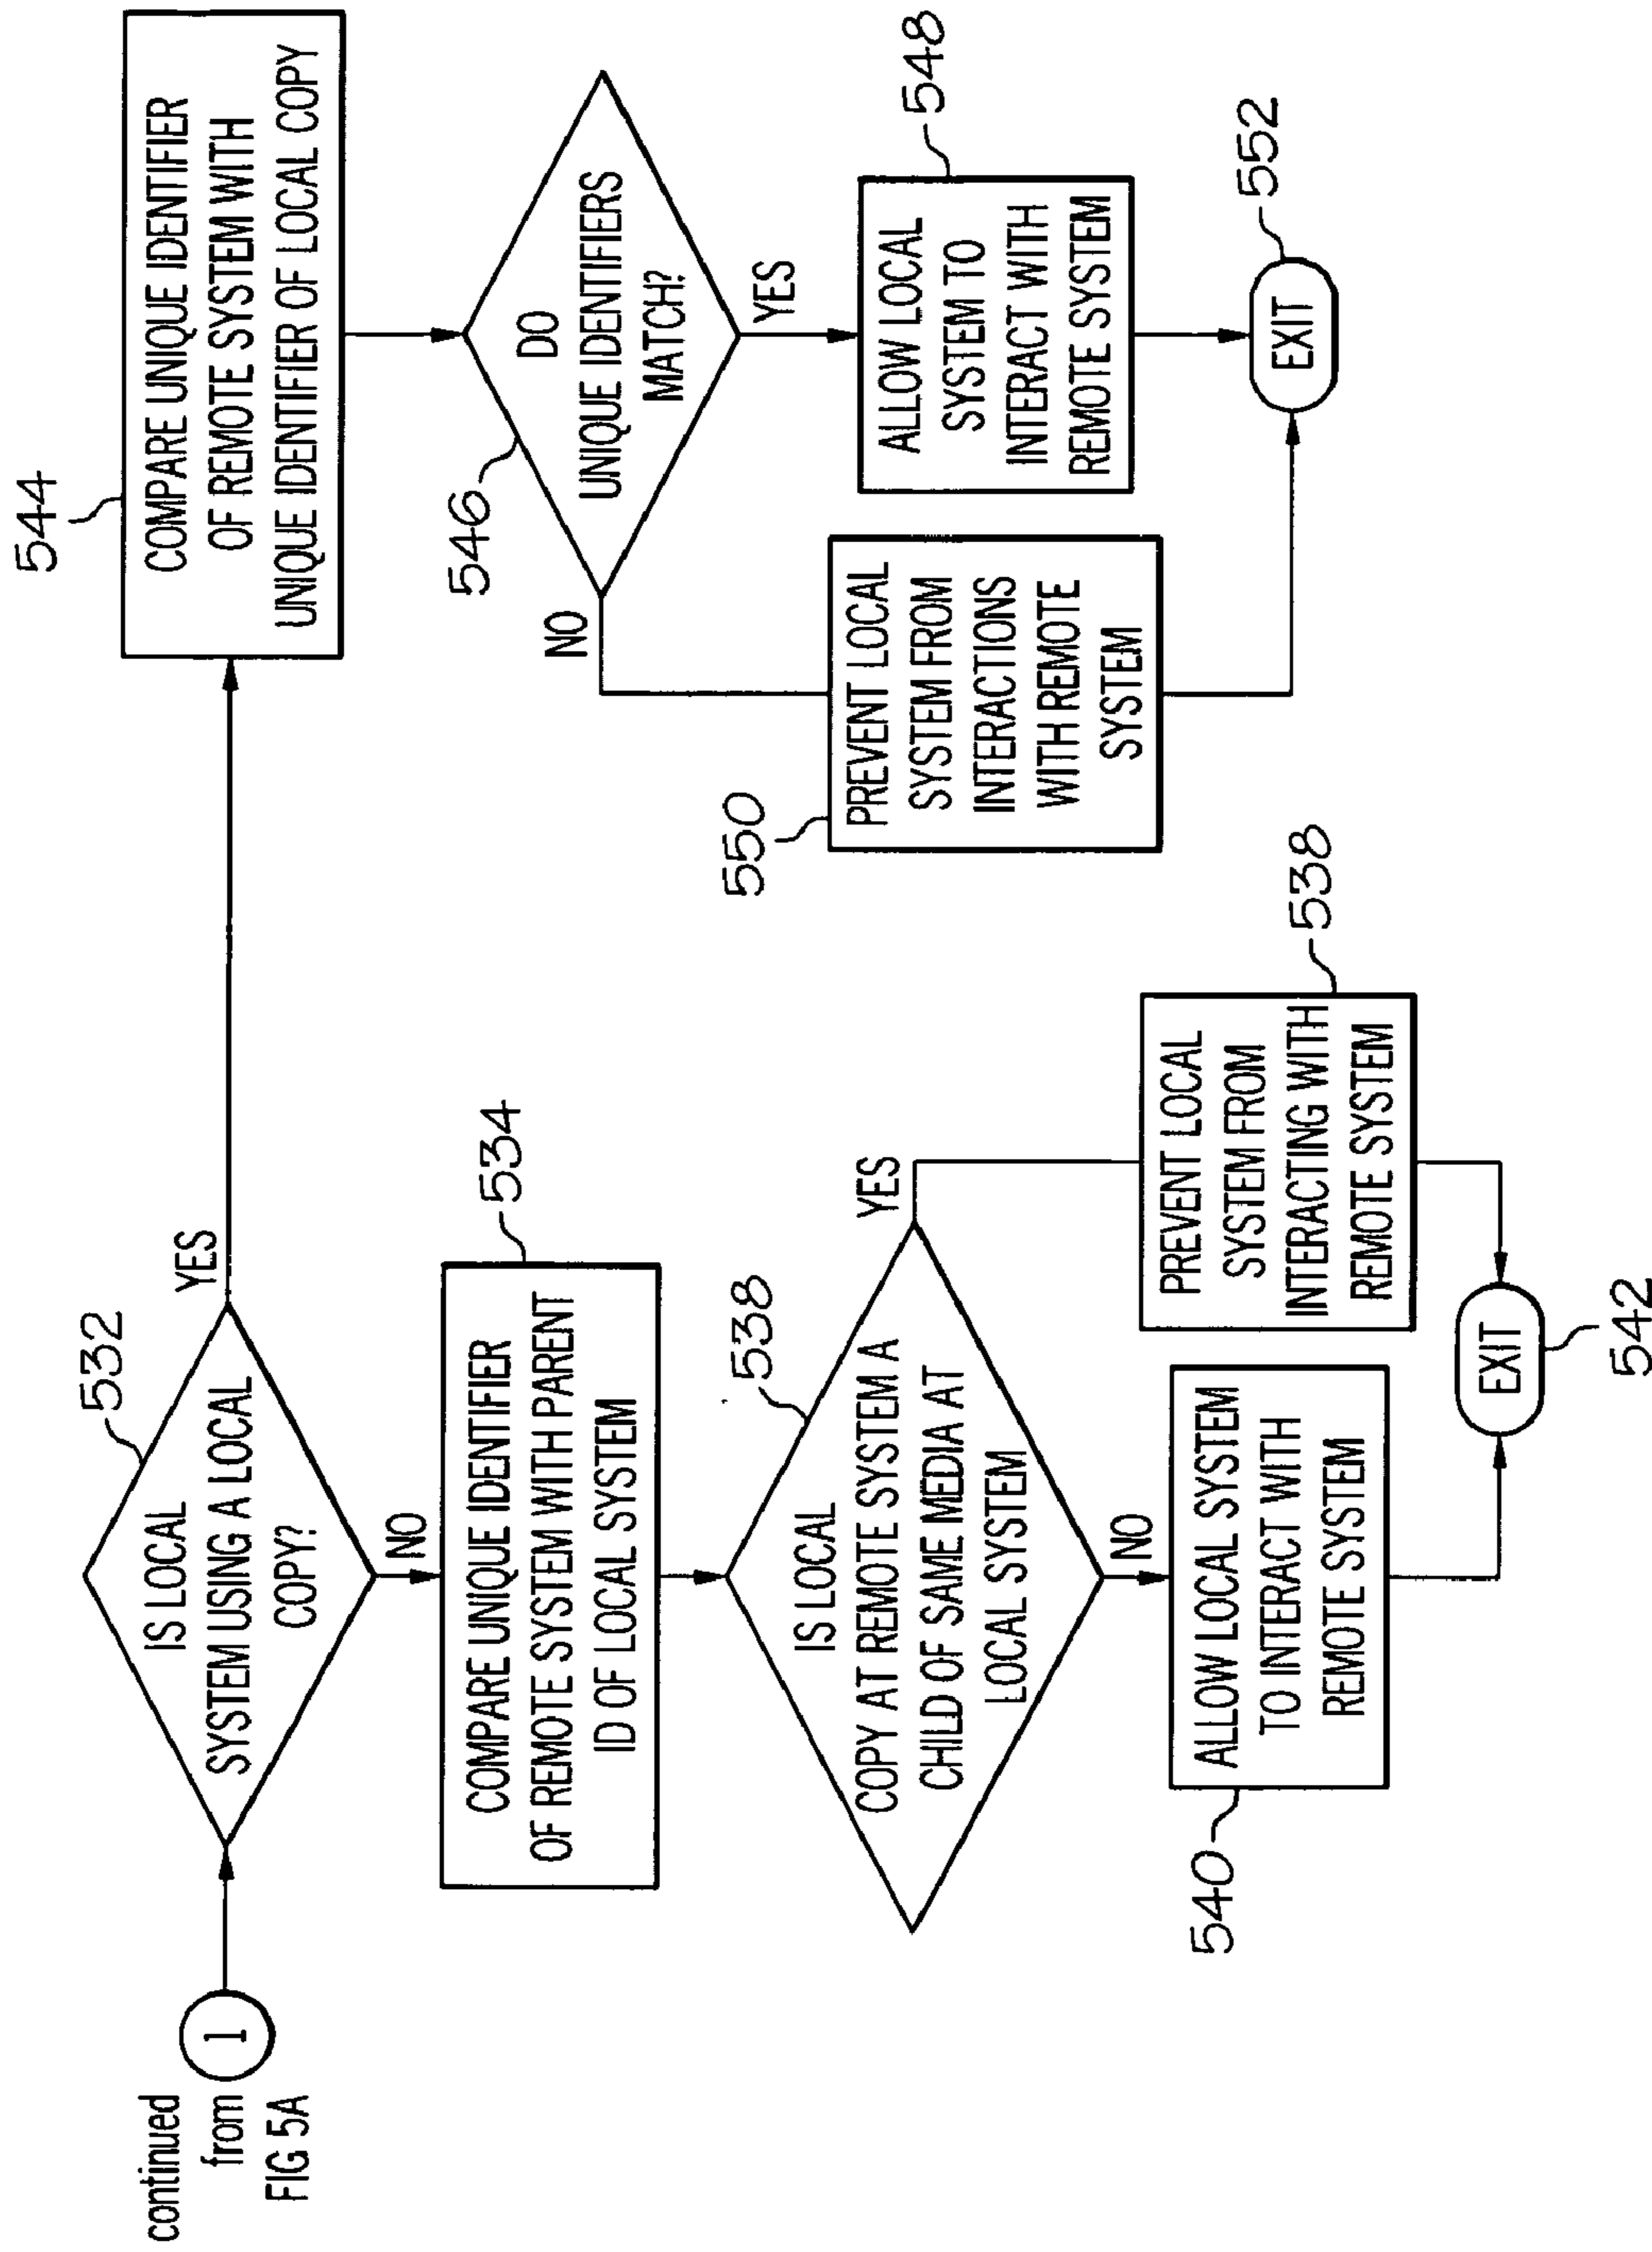 continued
from
FIG 5A
1
532
IS LOCAL
SYSTEM USING A LOCAL
COPY?
YES
NO
534
COMPARE UNIQUE IDENTIFIER
OF REMOTE SYSTEM WITH PARENT
ID OF LOCAL SYSTEM
538
IS LOCAL
COPY AT REMOTE SYSTEM A
CHILD OF SAME MEDIA AT
LOCAL SYSTEM
YES
NO
540
ALLOW LOCAL SYSTEM
TO INTERACT WITH
REMOTE SYSTEM
538
PREVENT LOCAL
SYSTEM FROM
INTERACTING WITH
REMOTE SYSTEM
EXIT
542
544
COMPARE UNIQUE IDENTIFIER
OF REMOTE SYSTEM WITH
UNIQUE IDENTIFIER OF LOCAL COPY
546
DO
UNIQUE IDENTIFIERS
MATCH?
NO
YES
550
PREVENT LOCAL
SYSTEM FROM
INTERACTIONS
WITH REMOTE
SYSTEM
548
ALLOW LOCAL
SYSTEM TO
INTERACT WITH
REMOTE SYSTEM
EXIT
552